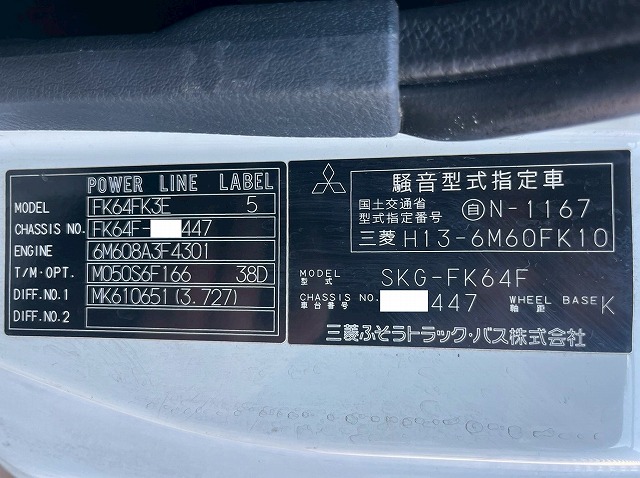 POWER LINE LABEL
MODEL FK64FK3E 5
CHASSIS NO. FK64F- 447
ENGINE 6M608A3F4301
T/M-OPT. M050S6F166 38D
DIFF.NO.1 MK610651(3.727)
DIFF.NO.2
騒音型式指定車
国土交通省
型式指定番号 自N-1167
三菱 H13-6M60FK10
MODEL
型式 SKG-FK64F
CHASSIS NO. 447 WHEEL BASE K
車台番号 軸距
三菱ふそうトラック・バス株式会社